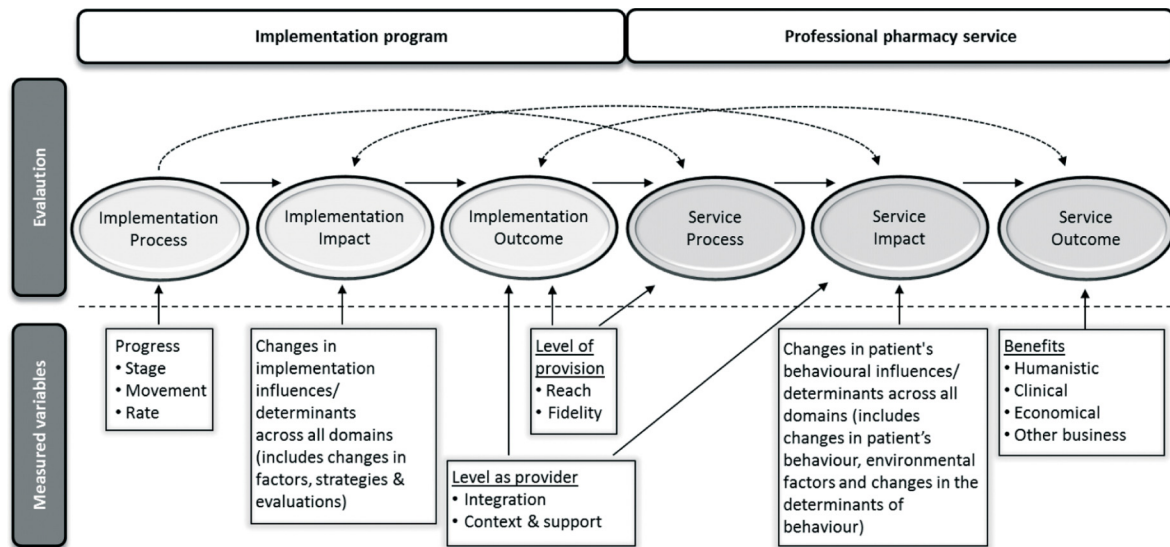 Implementation program
Professional pharmacy service
Evalaution
Implementation
Process
Implementation
Impact
Implementation
Outcome
Service
Process
Service
Impact
Service
Outcome
Measured variables
Progress
• Stage
• Movement
• Rate
Changes in
implementation
influences/
determinants
across all domains
(includes changes in
factors, strategies &
evaluations)
Level of
provision
• Reach
• Fidelity
Level as provider
• Integration
• Context & support
Changes in patient's
behavioural influences/
determinants across all
domains (includes
changes in patient’s
behaviour, environmental
factors and changes in the
determinants of
behaviour)
Benefits
• Humanistic
• Clinical
• Economical
• Other business